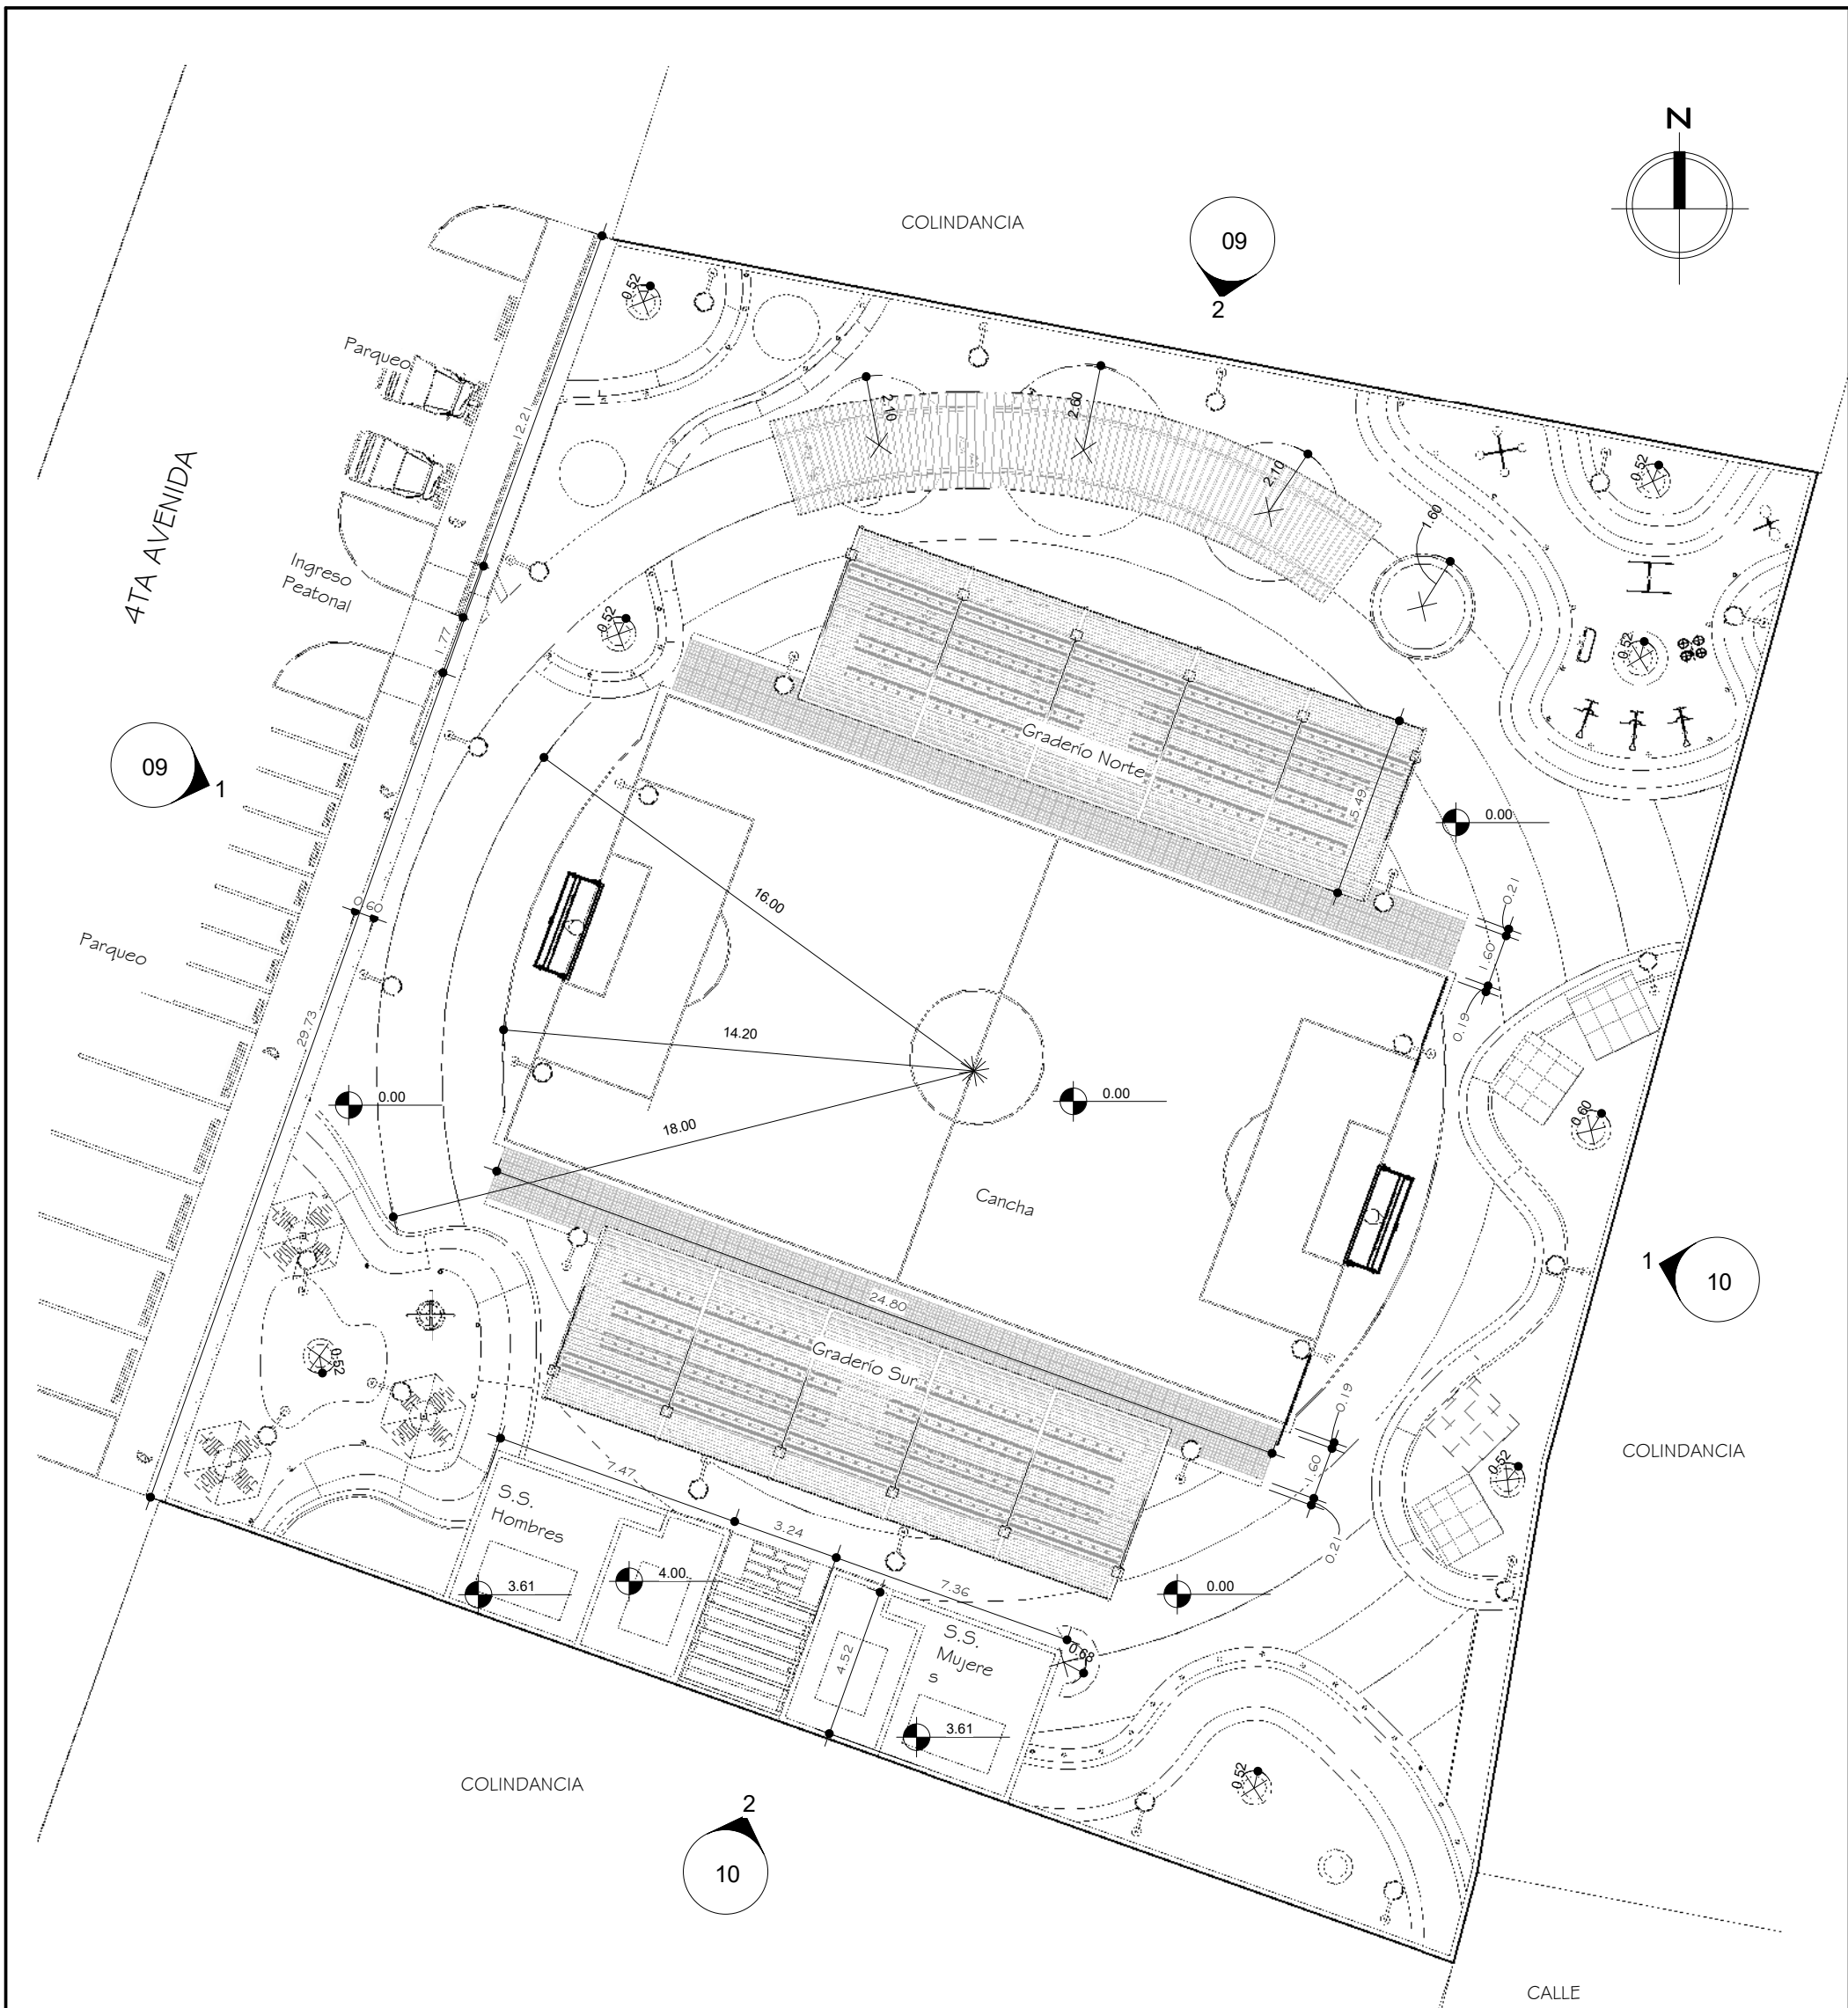 N
COLINDANCIA
09
2
0.52
Parqueo
12.21
2.10
2.60
2.10
0.52
1.60
4TA AVENIDA
Ingreso
Peatonal
0.52
0.52
1.77
Graderío Norte
09
1
5.49
0.00
16.00
0.60
Parqueo
0.21
1.60
0.19
29.73
14.20
0.00
0.00
0.60
18.00
Cancha
1
10
24.80
Graderío Sur
0.52
0.19
COLINDANCIA
0.52
7.47
1.60
S.S.
Hombres
3.24
0.21
3.61
4.00
7.36
0.00
S.S.
Mujere
s
0.68
4.52
3.61
0.52
COLINDANCIA
2
10
CALLE